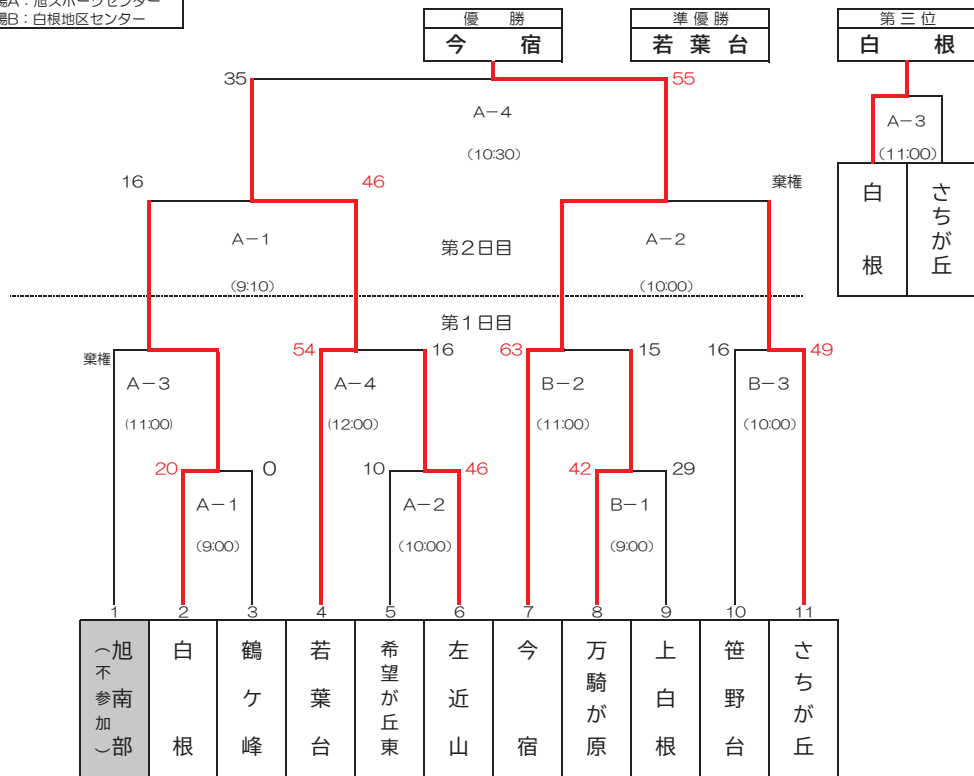 場A：旭スポーツセンター
場B：白根地区センター
優　勝
今　宿
準優勝
若葉台
第三位
白　根
35
55
A－4
(10:30)
A－3
(11:00)
白　根
さちが丘
16
46
棄権
A－1
第2日目
A－2
(9:10)
(10:00)
第1日目
棄権
54
16
63
15
16
49
A－3
A－4
B－2
B－3
(11:00)
(12:00)
(11:00)
(10:00)
20
0
10
46
42
29
A－1
A－2
B－1
(9:00)
(10:00)
(9:00)
1
2
3
4
5
6
7
8
9
10
11
旭南部
（不参加）
白　根
鶴ケ峰
若葉台
希望が丘東
左近山
今　宿
万騎が原
上白根
笹野台
さちが丘